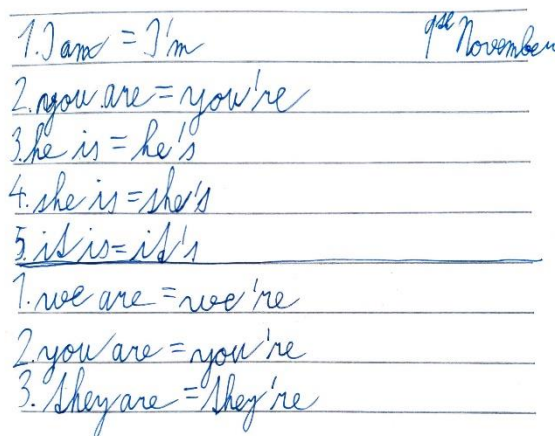 1. I am = I'm 9st November
2. you are = you're
3. he is = he's
4. she is = she's
5. it is = it's
1. we are = we're
2. you are = you're
3. they are = they're